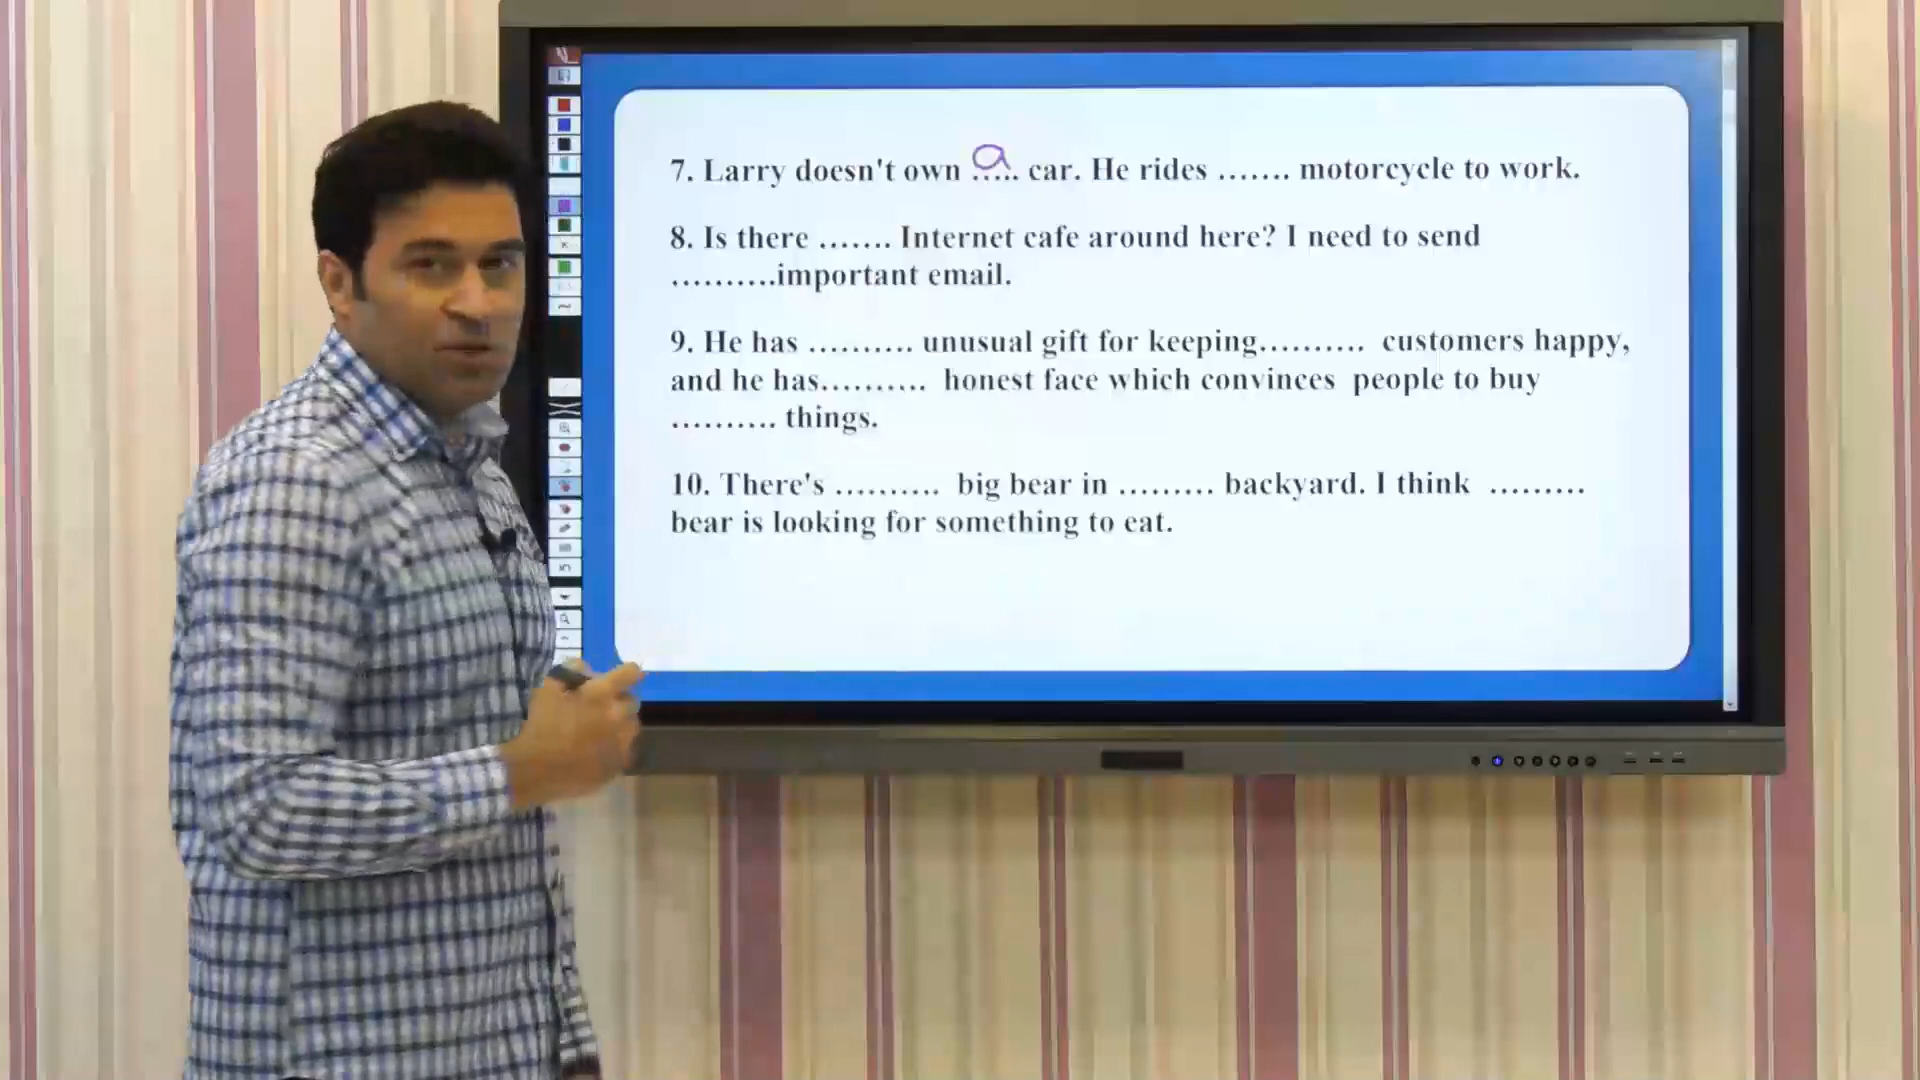 7. Larry doesn't own a..... car. He rides ....... motorcycle to work.
8. Is there ....... Internet cafe around here? I need to send
..........important email.
9. He has .......... unusual gift for keeping.......... customers happy,
and he has.......... honest face which convinces people to buy
.......... things.
10. There's .......... big bear in ......... backyard. I think .........
bear is looking for something to eat.